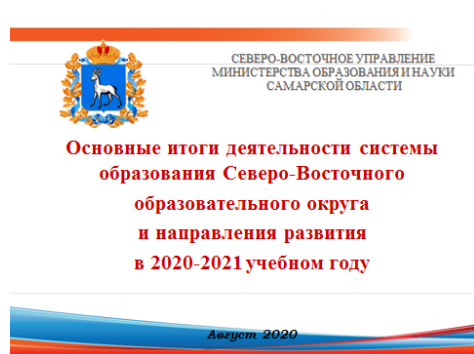 СЕВЕРО-ВОСТОЧНОЕ УПРАВЛЕНИЕ
МИНИСТЕРСТВА ОБРАЗОВАНИЯ И НАУКИ
САМАРСКОЙ ОБЛАСТИ
Основные итоги деятельности системы
образования Северо-Восточного
образовательного округа
и направления развития
в 2020-2021 учебном году
Август 2020